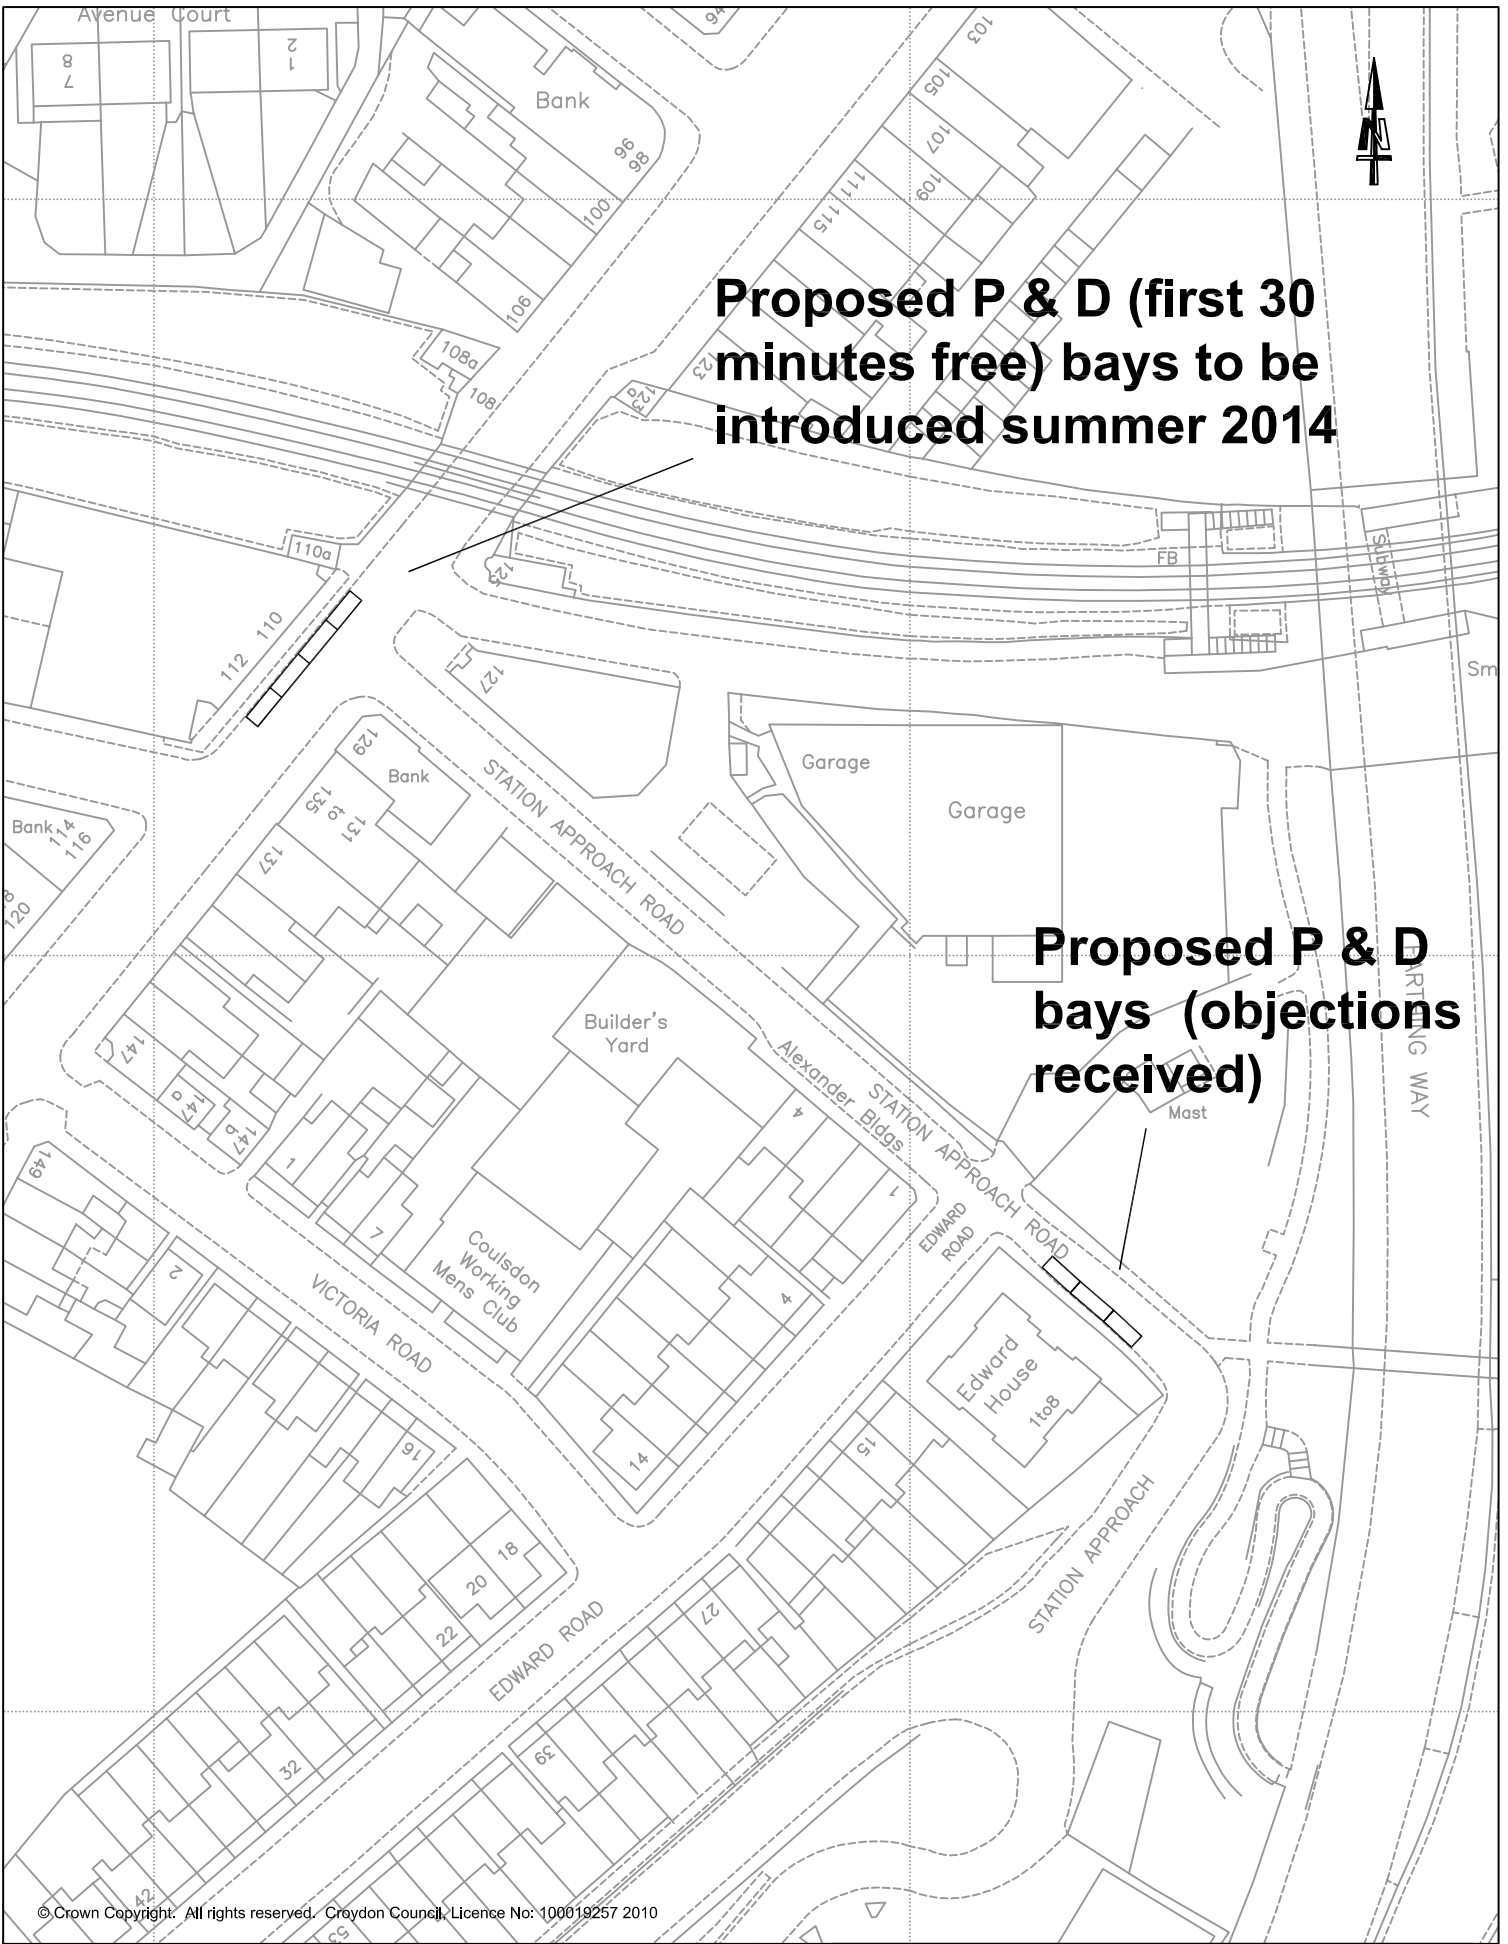 Avenue Court
8
7
2
1
Bank
94
96
98
100
106
108a
108
103
105
107
109
111
115
123
123a
N
Proposed P & D (first 30
minutes free) bays to be
introduced summer 2014
110a
110
112
125
127
FB
Subway
Sm
129
Bank
131
to
135
137
Bank
114
116
120
STATION APPROACH ROAD
Garage
Garage
Proposed P & D
bays (objections
received)
FARTHING WAY
Mast
Builder's
Yard
Alexander Bldgs
4
1
STATION APPROACH ROAD
EDWARD
ROAD
147
147a
149
1
7
2
16
VICTORIA ROAD
Coulsdon
Working
Mens Club
4
14
Edward
House
1to8
15
STATION APPROACH
18
20
22
27
EDWARD ROAD
32
39
42
53
© Crown Copyright. All rights reserved. Croydon Council, Licence No: 100019257 2010